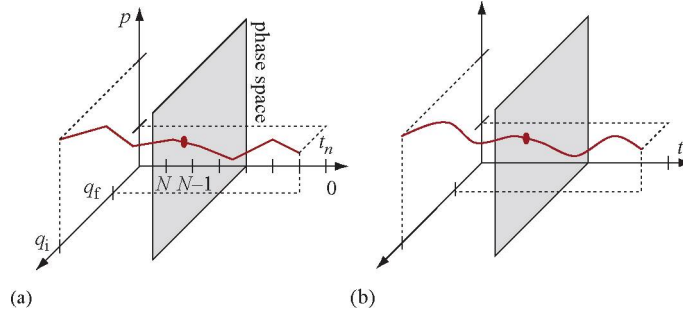 p
phase space
t_n
N N–1
0
q_f
q_i
(a)
t
(b)